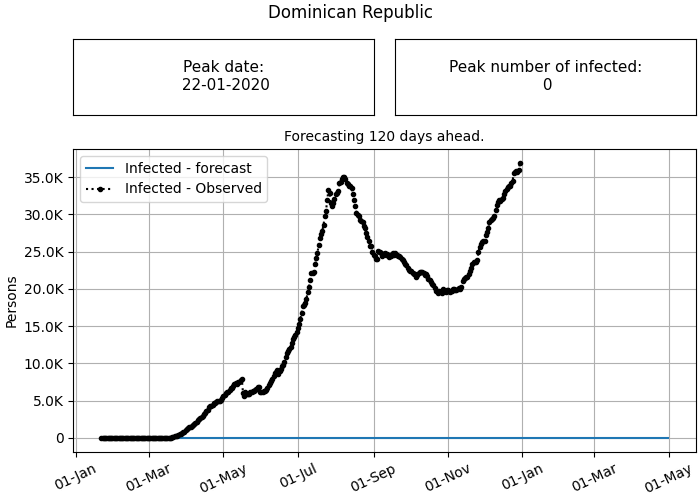 Dominican Republic
Peak date:
22-01-2020
Peak number of infected:
0
Forecasting 120 days ahead.
Infected - forecast
Infected - Observed
Persons
35.0K
30.0K
25.0K
20.0K
15.0K
10.0K
5.0K
0
01-Jan
01-Mar
01-May
01-Jul
01-Sep
01-Nov
01-Jan
01-Mar
01-May